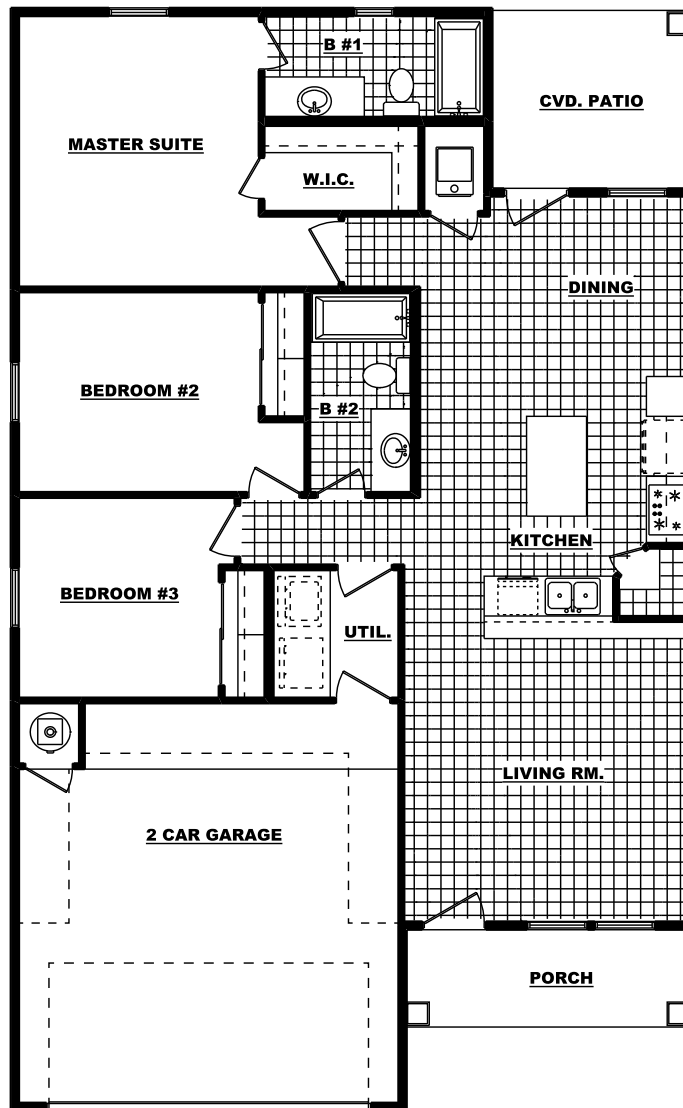 B #1
CVD. PATIO
MASTER SUITE
W.I.C.
DINING
BEDROOM #2
B #2
KITCHEN
BEDROOM #3
UTIL.
LIVING RM.
2 CAR GARAGE
PORCH